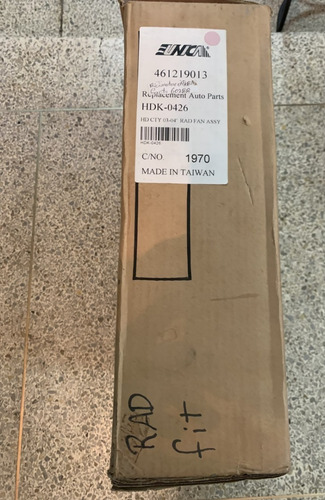 461219013
Replacement Auto Parts
HDK-0426
HD CTY 03-04' RAD FAN ASSY
HDK-0426
C/NO. 1970
MADE IN TAIWAN
RAD
fit